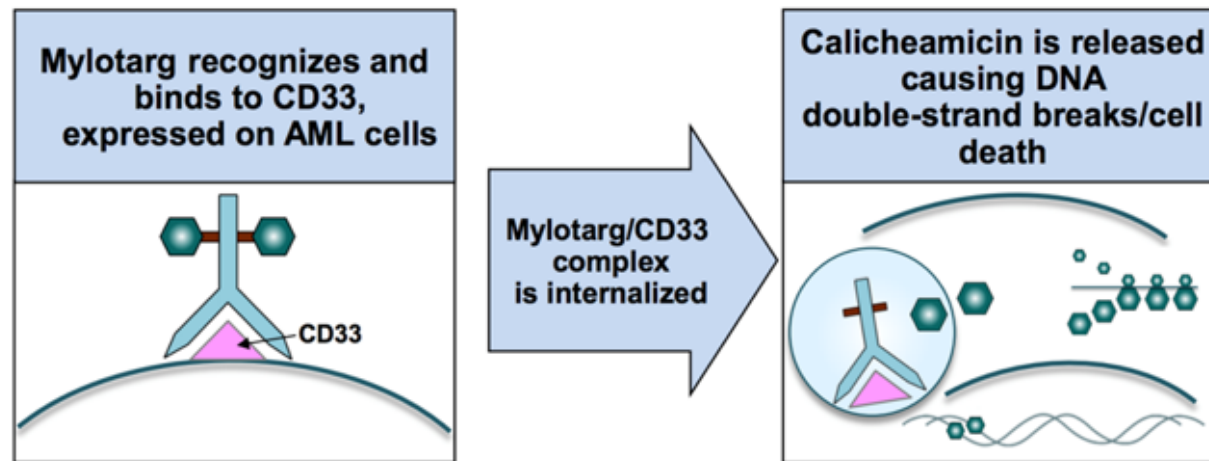 Mylotarg recognizes and
binds to CD33,
expressed on AML cells
CD33
Mylotarg/CD33
complex
is internalized
Calicheamicin is released
causing DNA
double-strand breaks/cell
death